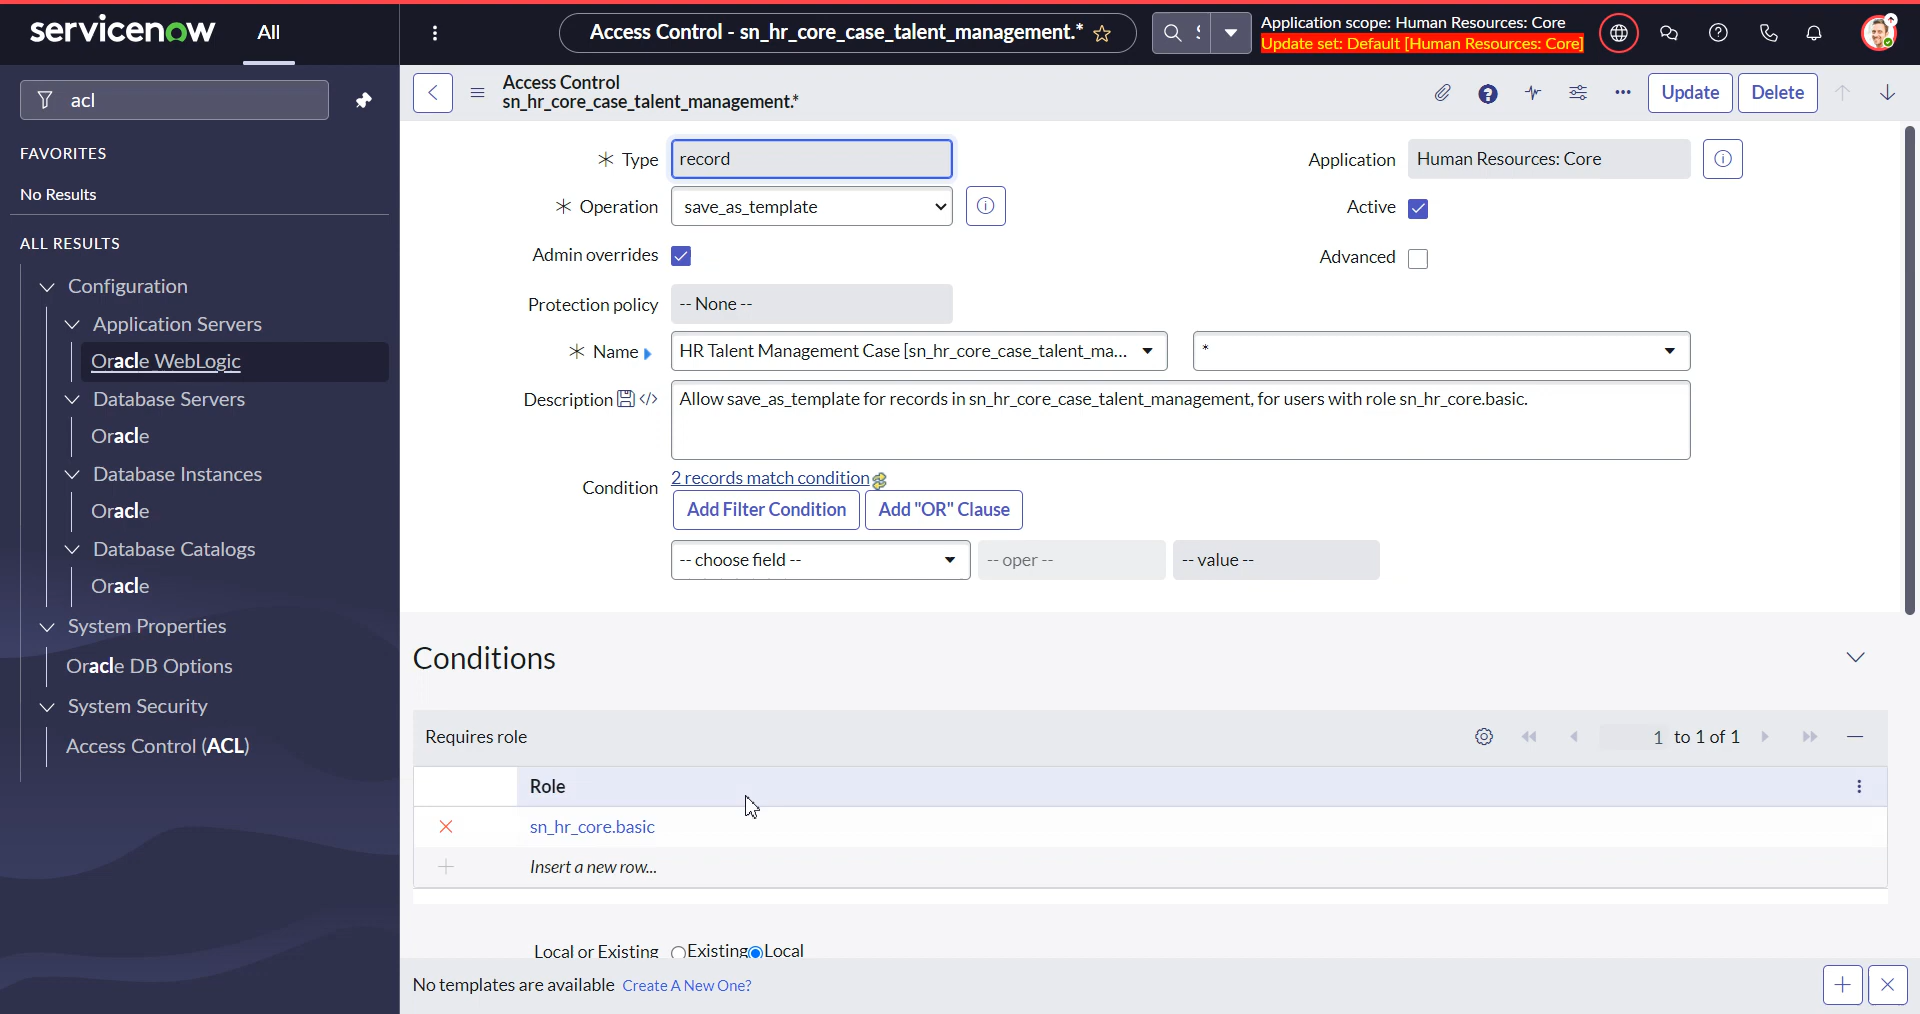 servicenow
All
Access Control - sn_hr_core_case_talent_management.*
Application scope: Human Resources: Core
Update set: Default [Human Resources: Core]
acl
FAVORITES
No Results
ALL RESULTS
Configuration
Application Servers
Oracle WebLogic
Database Servers
Oracle
Database Instances
Oracle
Database Catalogs
Oracle
System Properties
Oracle DB Options
System Security
Access Control (ACL)
Access Control
sn_hr_core_case_talent_management.*
Update
Delete
Type
record
Application
Human Resources: Core
Operation
save_as_template
Active
Admin overrides
Advanced
Protection policy
-- None --
Name
HR Talent Management Case [sn_hr_core_case_talent_ma...
*
Description
Allow save_as_template for records in sn_hr_core_case_talent_management, for users with role sn_hr_core.basic.
Condition
2 records match condition
Add Filter Condition
Add "OR" Clause
-- choose field --
-- oper --
-- value --
Conditions
Requires role
1 to 1 of 1
Role
sn_hr_core.basic
Insert a new row...
Local or Existing
Existing
Local
No templates are available Create A New One?